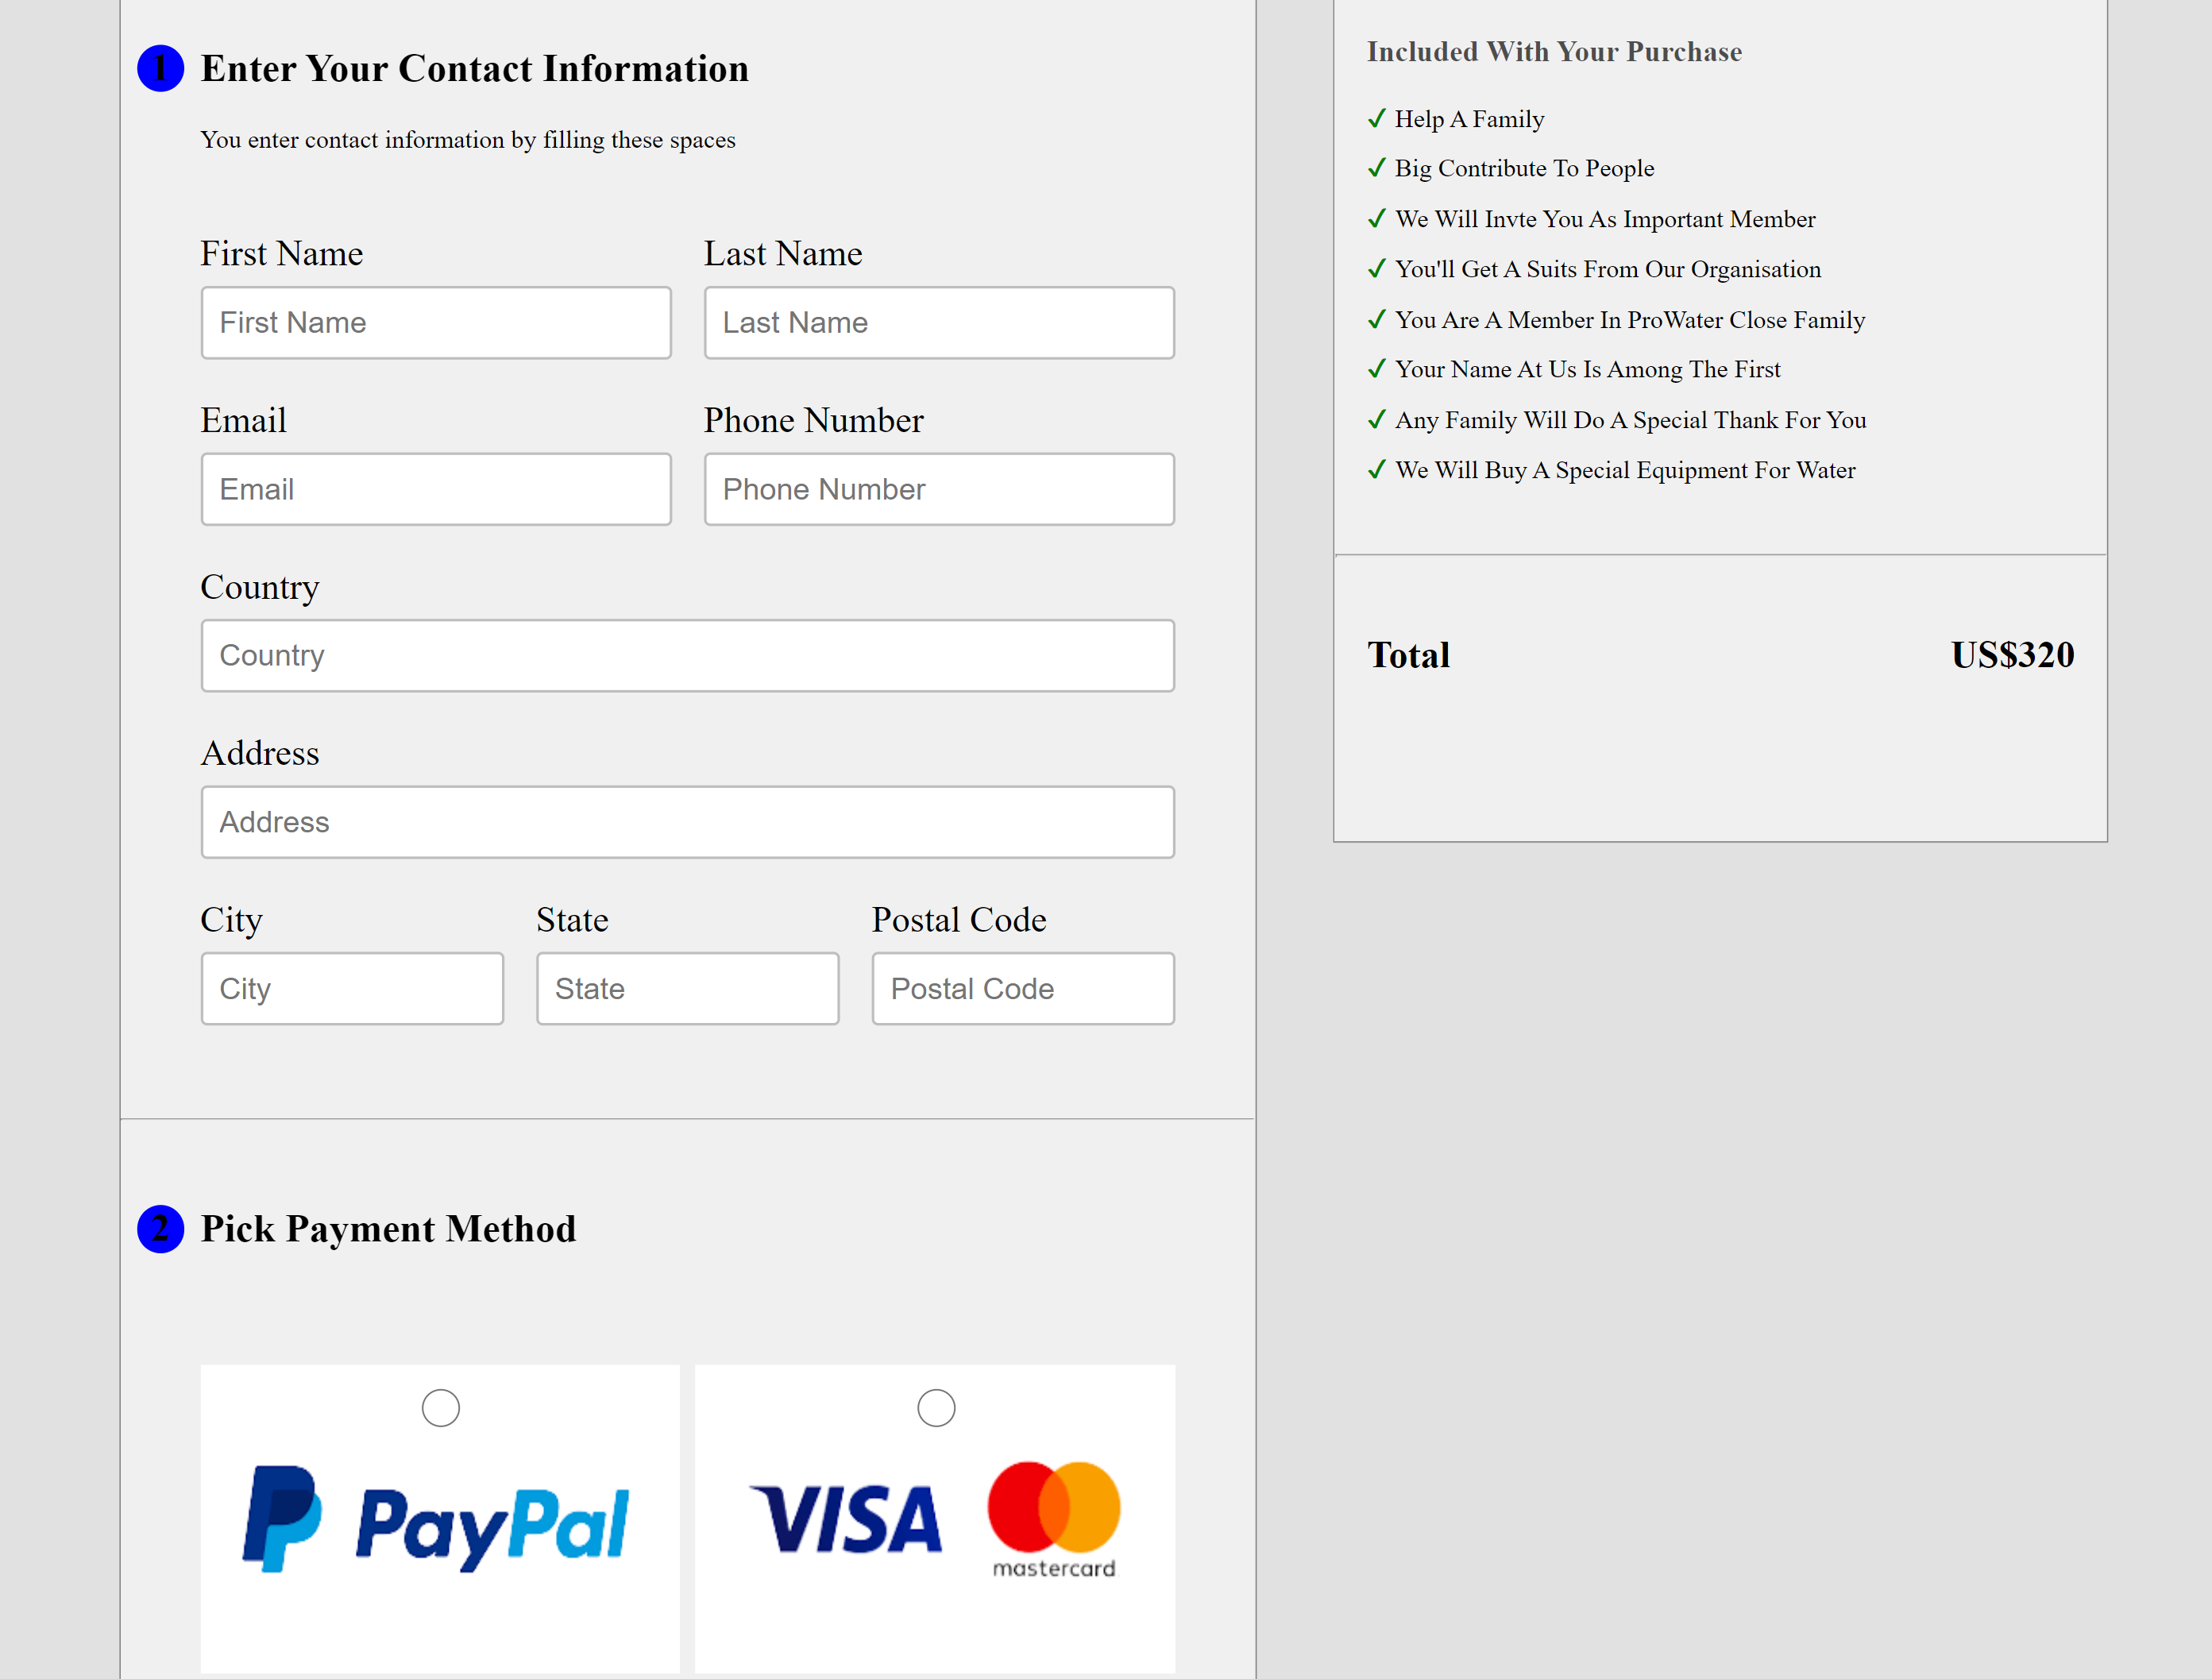 1 Enter Your Contact Information
You enter contact information by filling these spaces
First Name
Last Name
First Name
Last Name
Email
Phone Number
Email
Phone Number
Country
Country
Address
Address
City
State
Postal Code
City
State
Postal Code
2 Pick Payment Method
PayPal
VISA
mastercard
Included With Your Purchase
✓ Help A Family
✓ Big Contribute To People
✓ We Will Invte You As Important Member
✓ You'll Get A Suits From Our Organisation
✓ You Are A Member In ProWater Close Family
✓ Your Name At Us Is Among The First
✓ Any Family Will Do A Special Thank For You
✓ We Will Buy A Special Equipment For Water
Total US$320